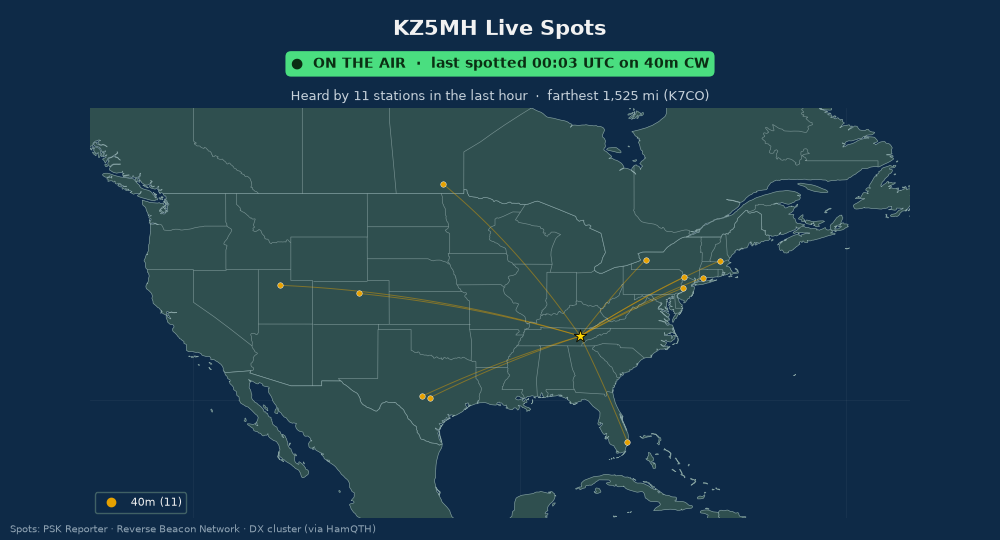 KZ5MH Live Spots
● ON THE AIR · last spotted 00:03 UTC on 40m CW
Heard by 11 stations in the last hour · farthest 1,525 mi (K7CO)
40m (11)
Spots: PSK Reporter · Reverse Beacon Network · DX cluster (via HamQTH)